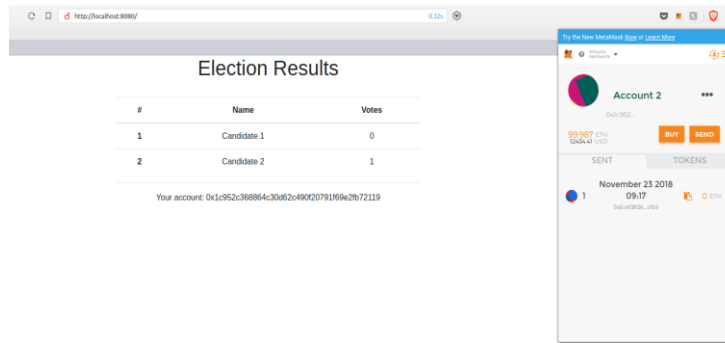 http://localhost:8080/
0.32s
Election Results
# Name Votes
1 Candidate 1 0
2 Candidate 2 1
Your account: 0x1c952c368864c30d62c490f20791f69e2fb72119
Try the New MetaMask Now or Learn More
Private
Network
Account 2
0x1c952...
99.987 ETH
12434.41 USD
BUY SEND
SENT TOKENS
November 23 2018
1 09:17 0 ETH